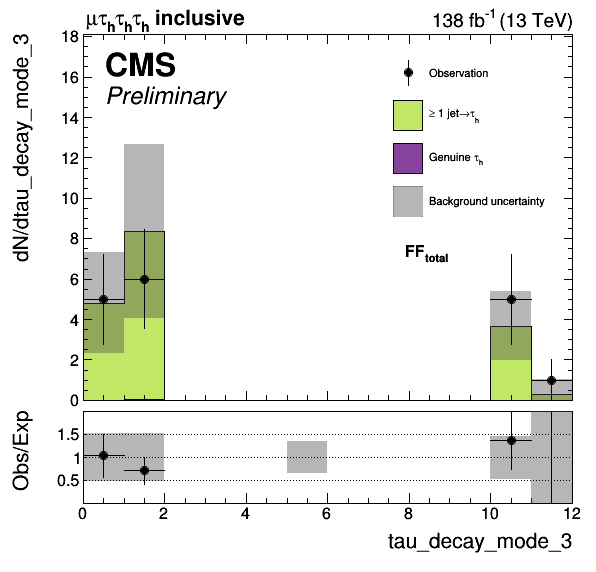 μτhτhτh inclusive
138 fb-1 (13 TeV)
CMS
Preliminary
Observation
≥ 1 jet→τh
Genuine τh
Background uncertainty
FFtotal
dN/dtau_decay_mode_3
18
16
14
12
10
8
6
4
2
0
Obs/Exp
1.5
1
0.5
0 2 4 6 8 10 12
tau_decay_mode_3